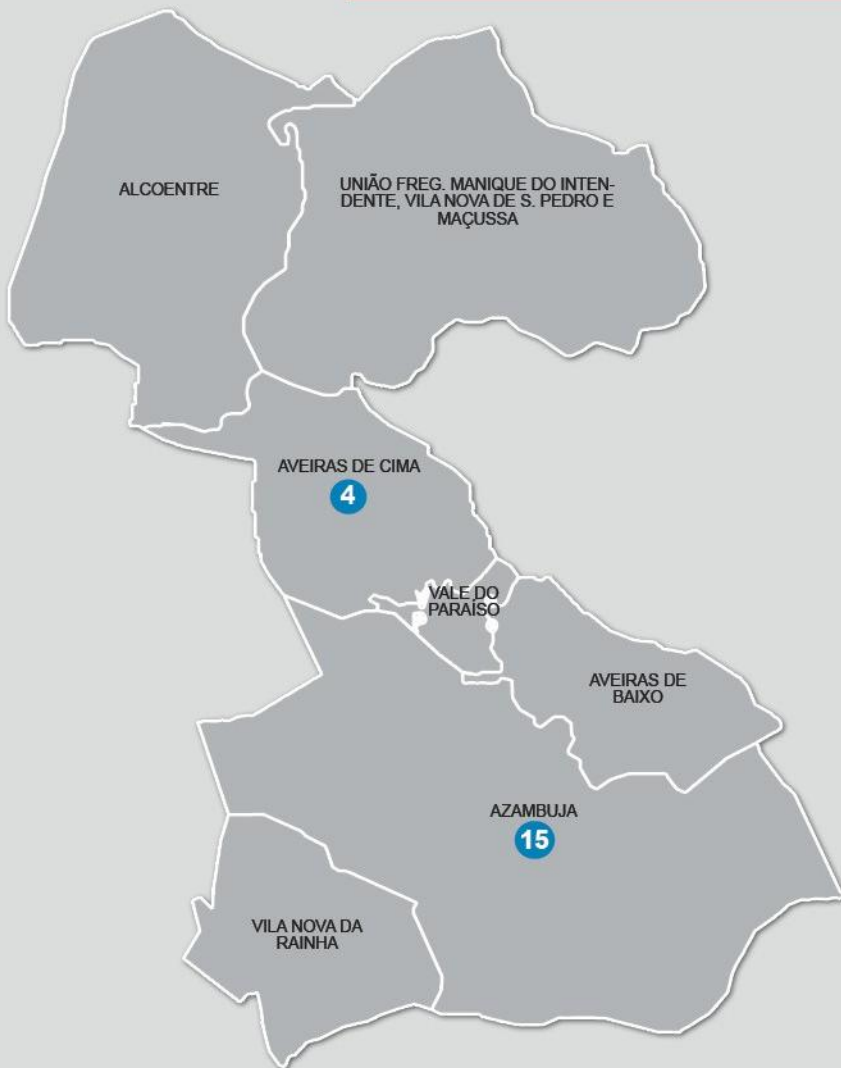 ALCOENTRE
UNIÃO FREG. MANIQUE DO INTEN-
DENTE, VILA NOVA DE S. PEDRO E
MAÇUSSA
AVEIRAS DE CIMA
4
VALE DO
PARAÍSO
AVEIRAS DE
BAIXO
AZAMBUJA
15
VILA NOVA DA
RAINHA